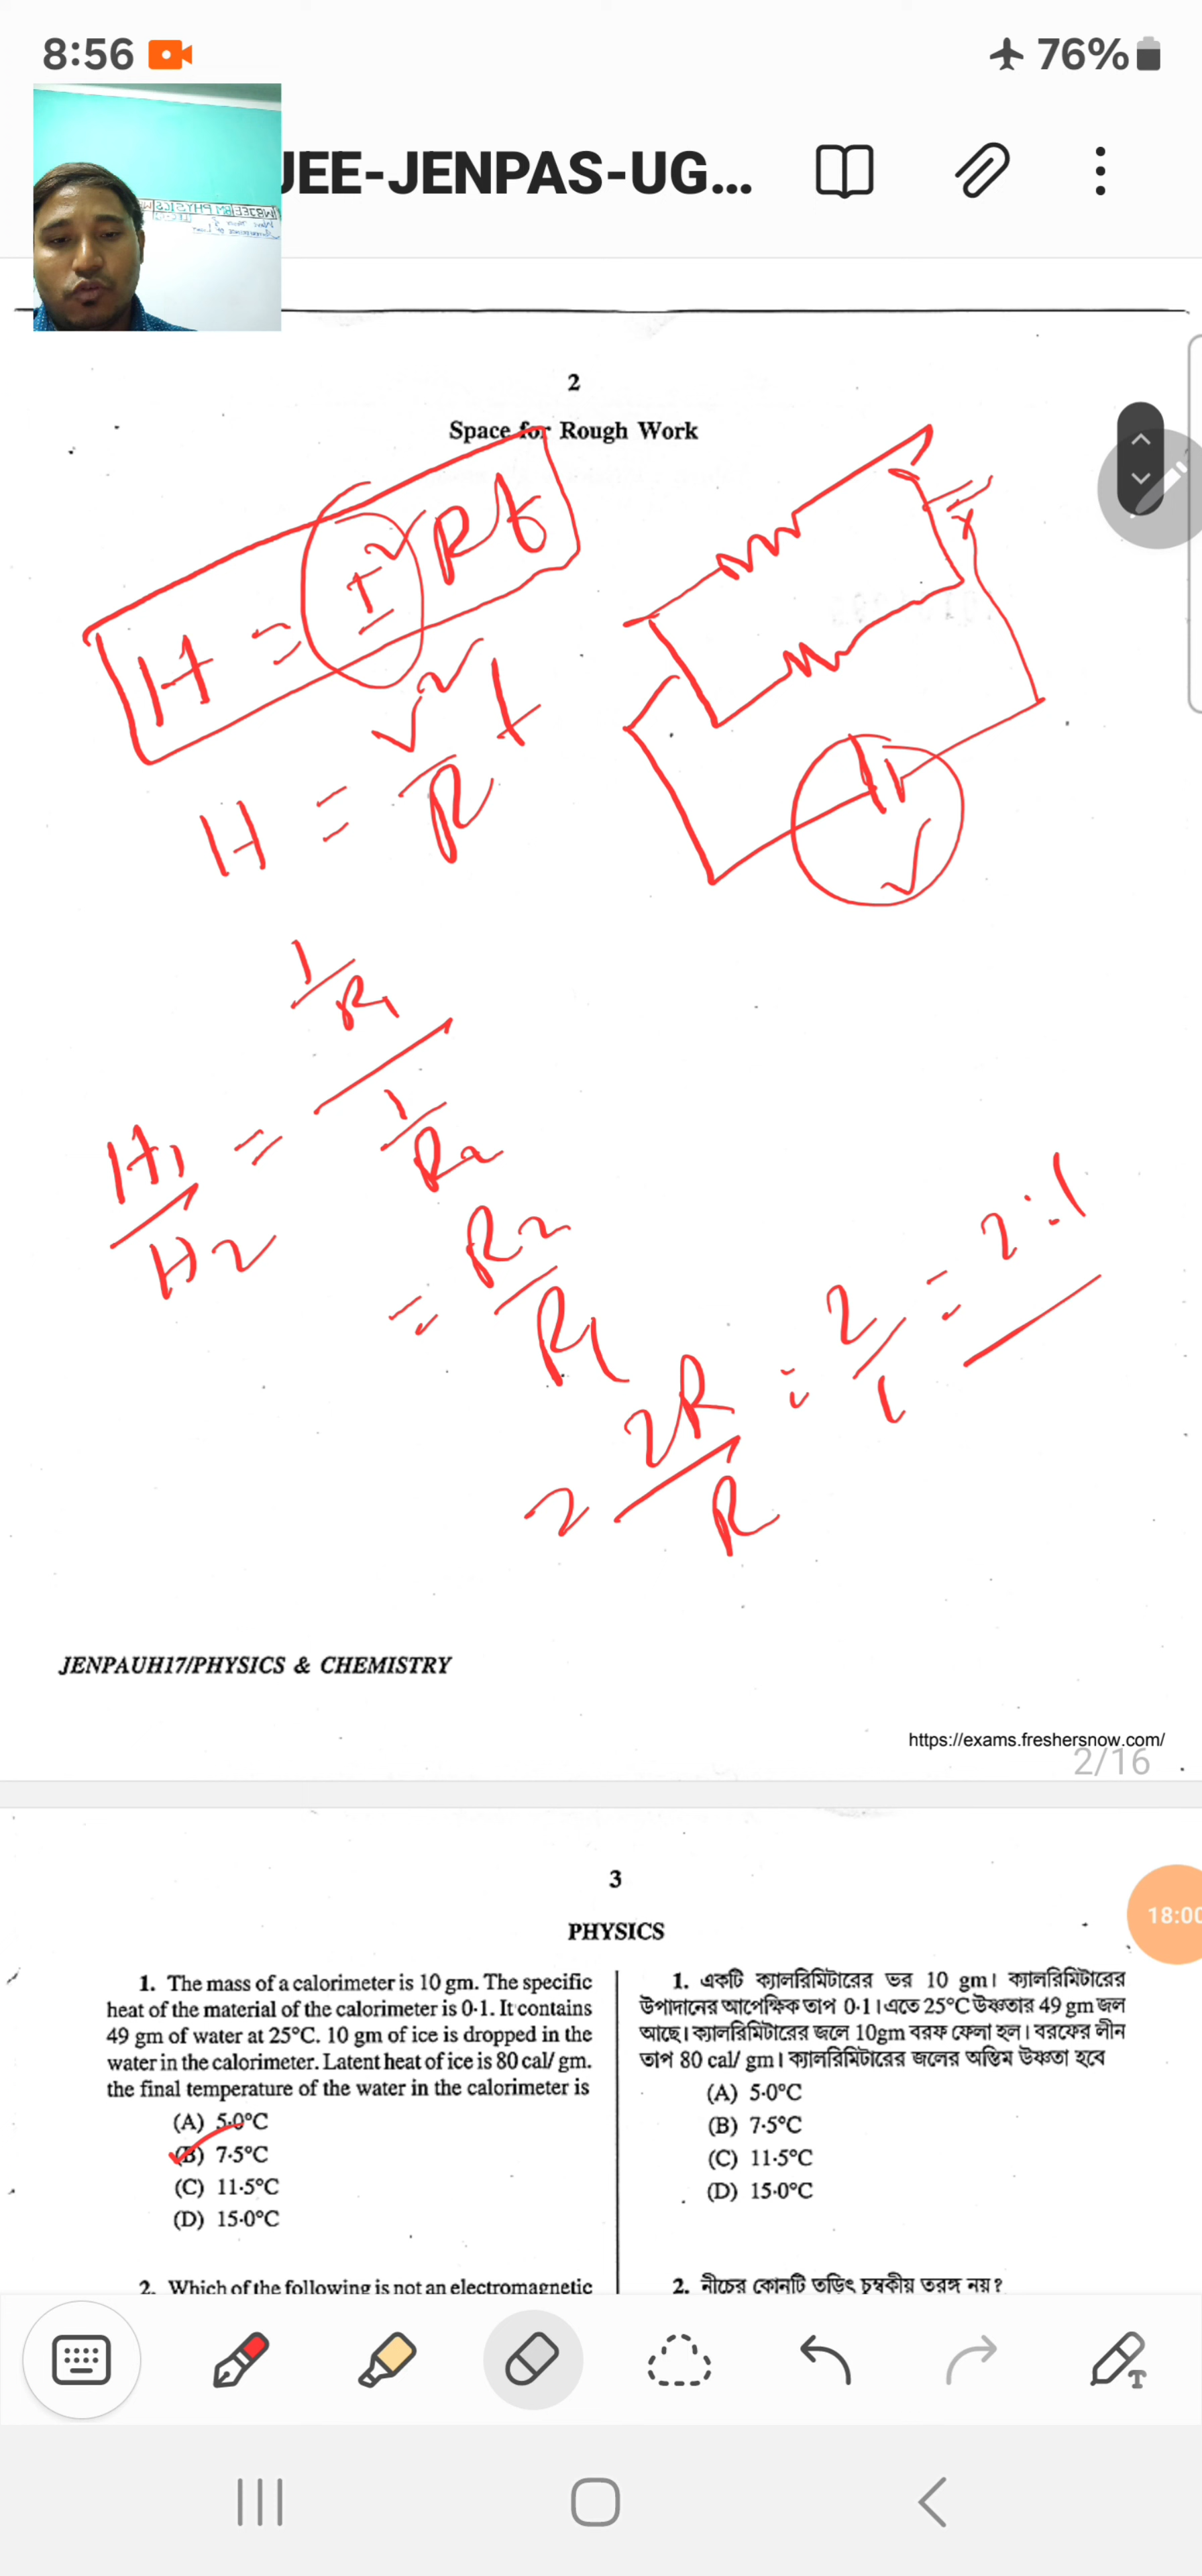 8:56
76%
JEE-JENPAS-UG...
2
Space for Rough Work
H = I² R t
H = V² / R t
H1 / H2 = 1/R1 / 1/R2
= R2 / R1
= 2R / R = 2 / 1 = 2:1
JENPAUH17/PHYSICS & CHEMISTRY
https://exams.freshersnow.com/
2/16
3
18:00
PHYSICS
1. The mass of a calorimeter is 10 gm. The specific
heat of the material of the calorimeter is 0·1. It contains
49 gm of water at 25°C. 10 gm of ice is dropped in the
water in the calorimeter. Latent heat of ice is 80 cal/ gm.
the final temperature of the water in the calorimeter is
(A) 5·0°C
(B) 7·5°C
(C) 11·5°C
(D) 15·0°C
2. Which of the following is not an electromagnetic
1. একটি ক্যালরিমিটারের ভর 10 gm। ক্যালরিমিটারের
উপাদানের আপেক্ষিক তাপ 0·1। এতে 25°C উষ্ণতার 49 gm জল
আছে। ক্যালরিমিটারের জলে 10gm বরফ ফেলা হল। বরফের লীন
তাপ 80 cal/ gm। ক্যালরিমিটারের জলের অন্তিম উষ্ণতা হবে
(A) 5·0°C
(B) 7·5°C
(C) 11·5°C
(D) 15·0°C
2. নীচের কোনটি তড়িৎ চুম্বকীয় তরঙ্গ নয়?